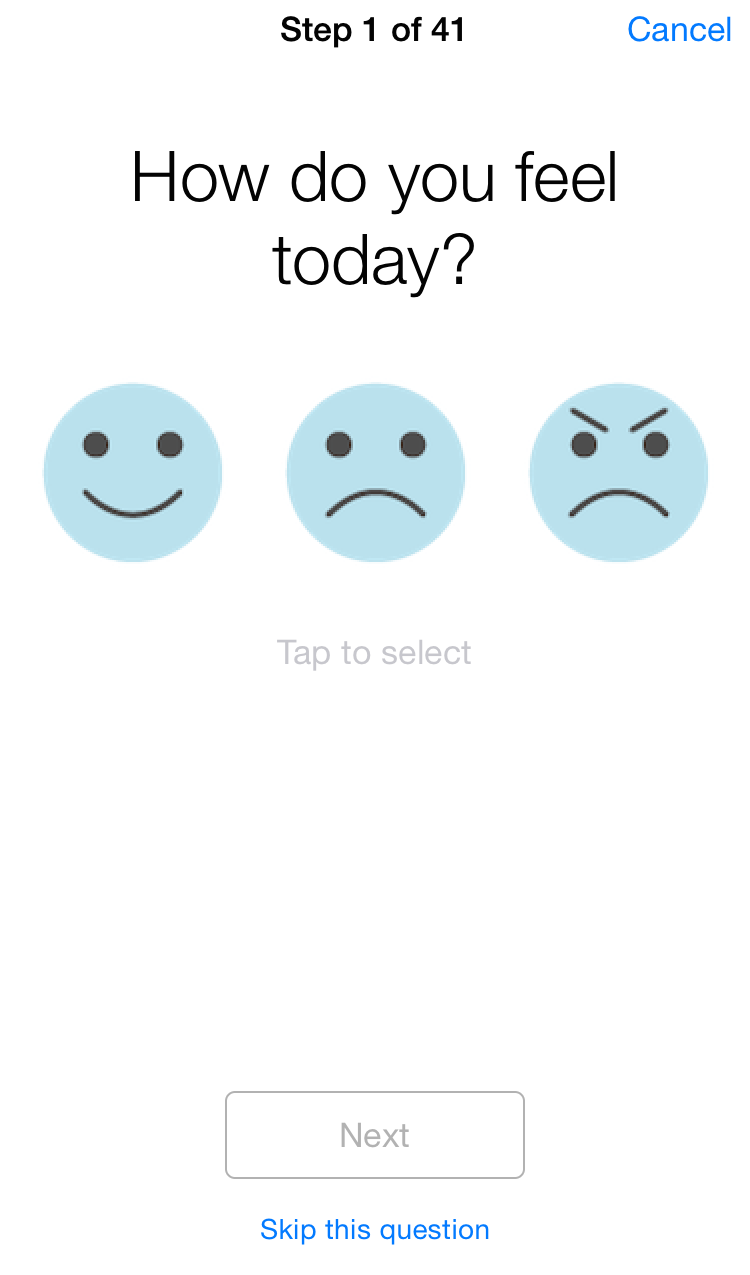 Step 1 of 41
Cancel
How do you feel
today?
Tap to select
Next
Skip this question